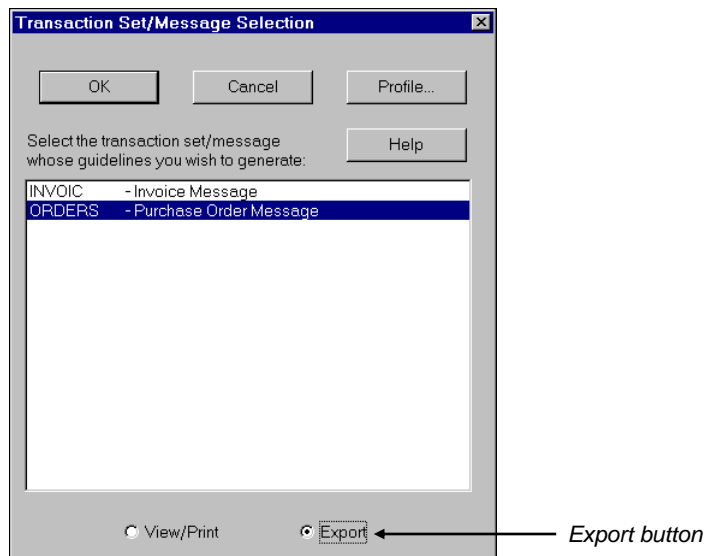 Transaction Set/Message Selection
OK
Cancel
Profile...
Select the transaction set/message
whose guidelines you wish to generate:
Help
INVOIC - Invoice Message
ORDERS - Purchase Order Message
View/Print
Export
Export button